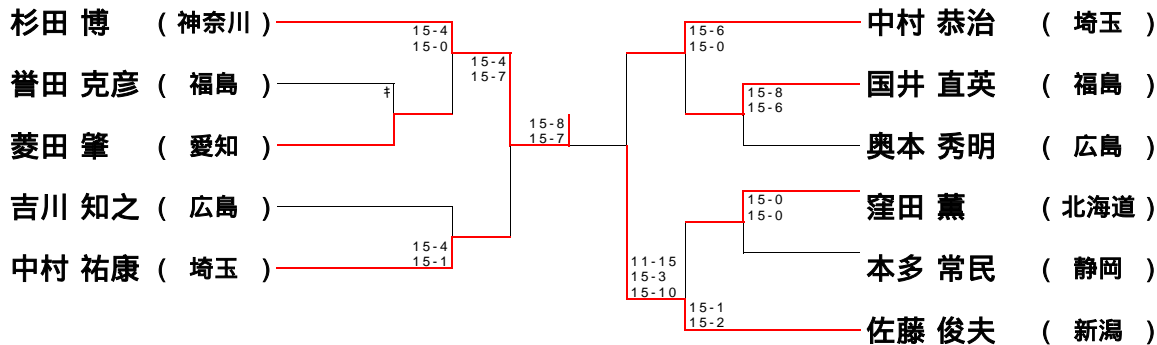 杉田 博 ( 神奈川 )
誉田 克彦 ( 福島 )
菱田 肇 ( 愛知 )
吉川 知之 ( 広島 )
中村 祐康 ( 埼玉 )
15-4
15-0
ｷ
15-4
15-7
15-4
15-1
15-8
15-7
15-6
15-0
15-8
15-6
15-0
15-0
11-15
15-3
15-10
15-1
15-2
中村 恭治 ( 埼玉 )
国井 直英 ( 福島 )
奥本 秀明 ( 広島 )
窪田 薫 ( 北海道 )
本多 常民 ( 静岡 )
佐藤 俊夫 ( 新潟 )